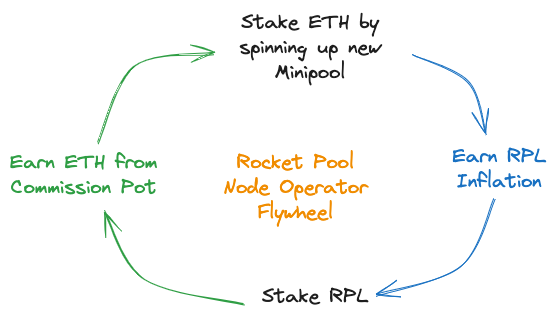 Stake ETH by
spinning up new
Minipool
Earn RPL
Inflation
Stake RPL
Earn ETH from
Commission Pot
Rocket Pool
Node Operator
Flywheel